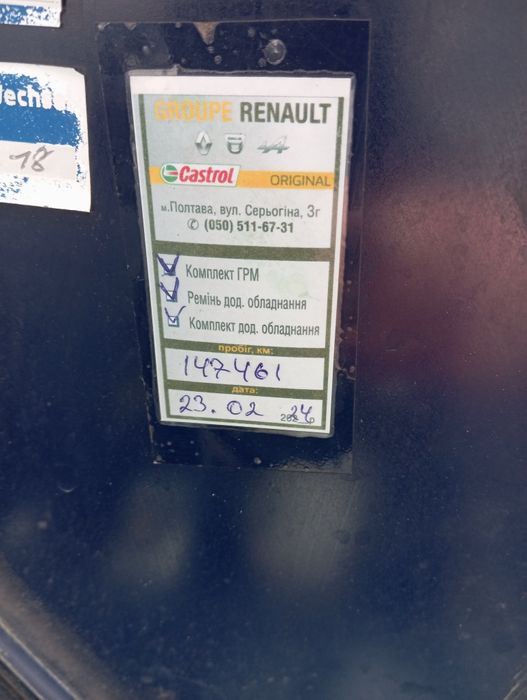 18
GROUPE RENAULT
Castrol
ORIGINAL
м.Полтава, вул. Серьогіна, 3г
✆ (050) 511-67-31
Комплект ГРМ
Ремінь дод. обладнання
Комплект дод. обладнання
пробіг, км:
147461
дата:
23. 02 24